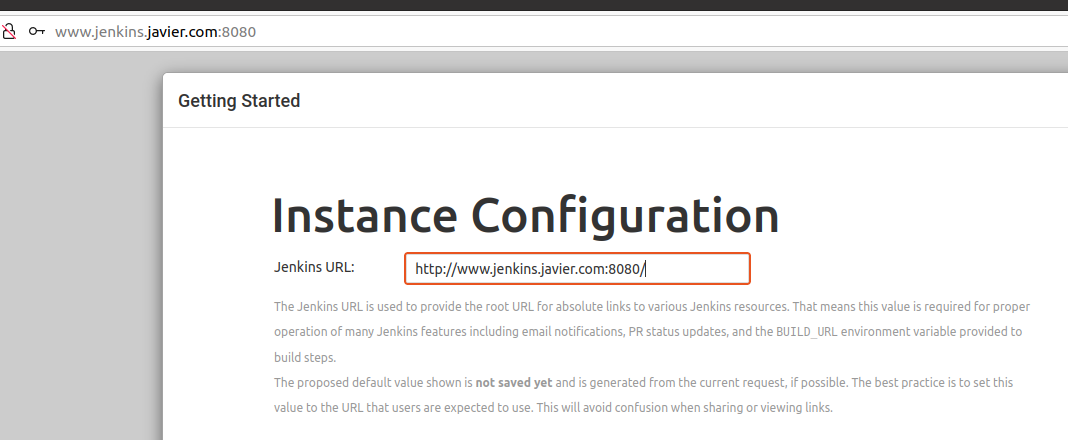 www.jenkins.javier.com:8080
Getting Started
Instance Configuration
Jenkins URL:
http://www.jenkins.javier.com:8080/
The Jenkins URL is used to provide the root URL for absolute links to various Jenkins resources. That means this value is required for proper
operation of many Jenkins features including email notifications, PR status updates, and the BUILD_URL environment variable provided to
build steps.
The proposed default value shown is not saved yet and is generated from the current request, if possible. The best practice is to set this
value to the URL that users are expected to use. This will avoid confusion when sharing or viewing links.